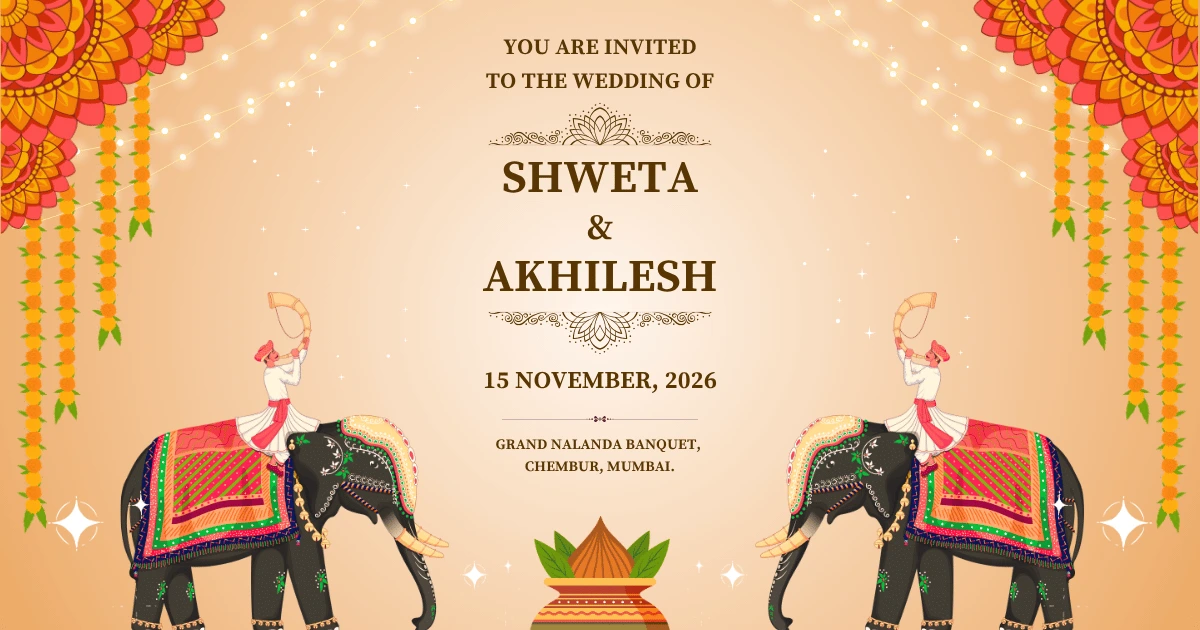 YOU ARE INVITED
TO THE WEDDING OF
SHWETA
&
AKHILESH
15 NOVEMBER, 2026
GRAND NALANDA BANQUET,
CHEMBUR, MUMBAI.